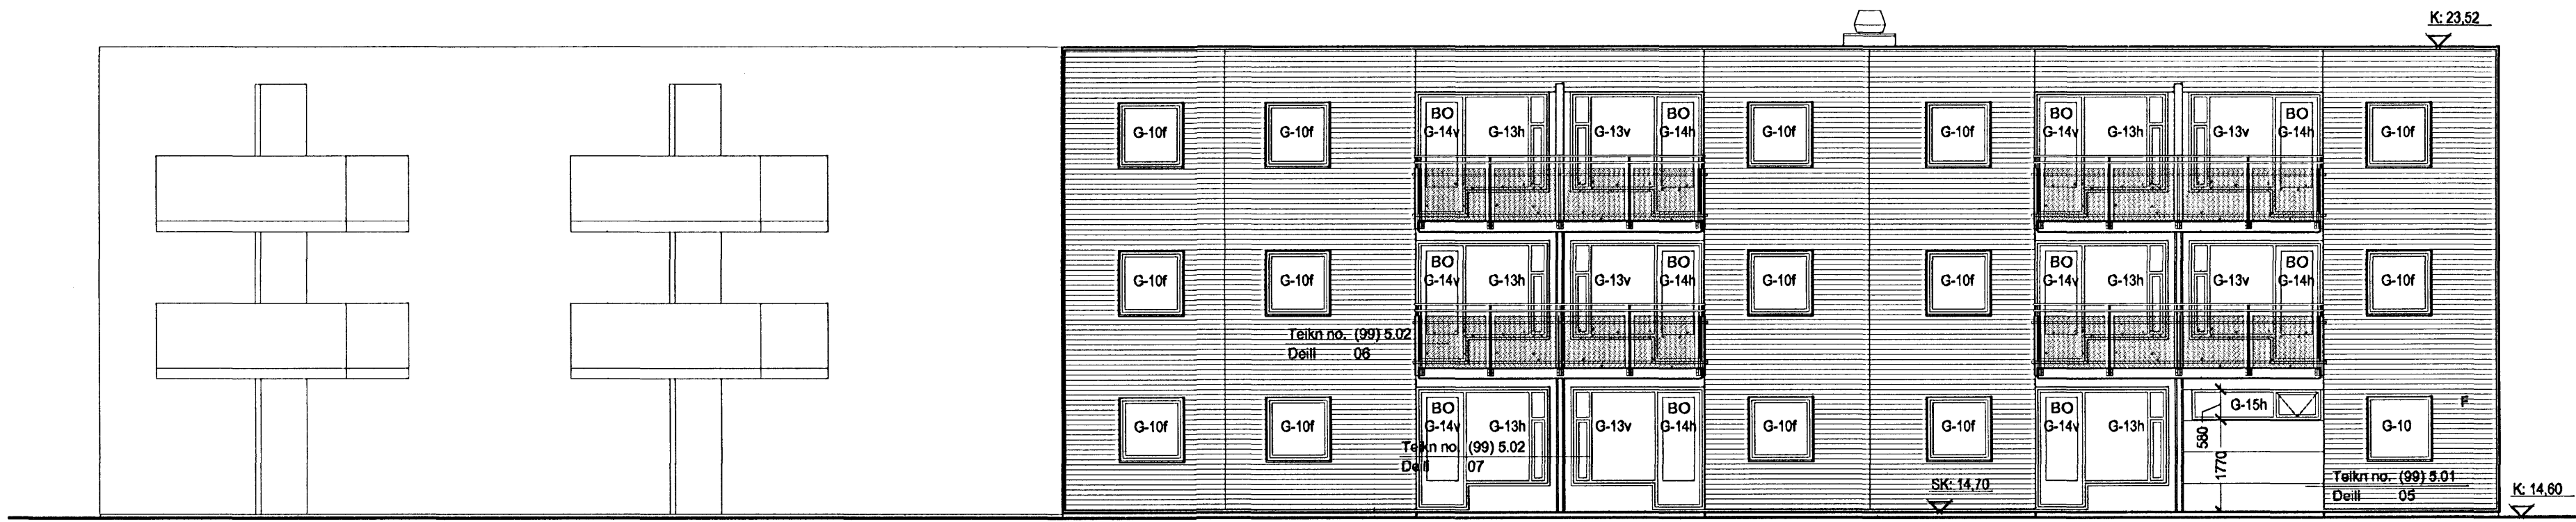 K: 23,52
BO BO BO BO
G-10f G-10f G-14v G-13h G-13v G-14h G-10f G-10f G-14v G-13h G-13v G-14h G-10f
BO BO BO BO
G-10f G-10f G-14v G-13h G-13v G-14h G-10f G-10f G-14v G-13h G-13v G-14h G-10f
Teikn no. (99) 5.02
Deili 06
F
BO BO BO G-15h
G-10f G-10f G-14v G-13h G-13v G-14h G-10f G-10f G-14v G-13h G-10
580
1770
Teikn no. (99) 5.02
Deili 07
Teikn no. (99) 5.01
Deili 05
SK: 14,70
K: 14,60